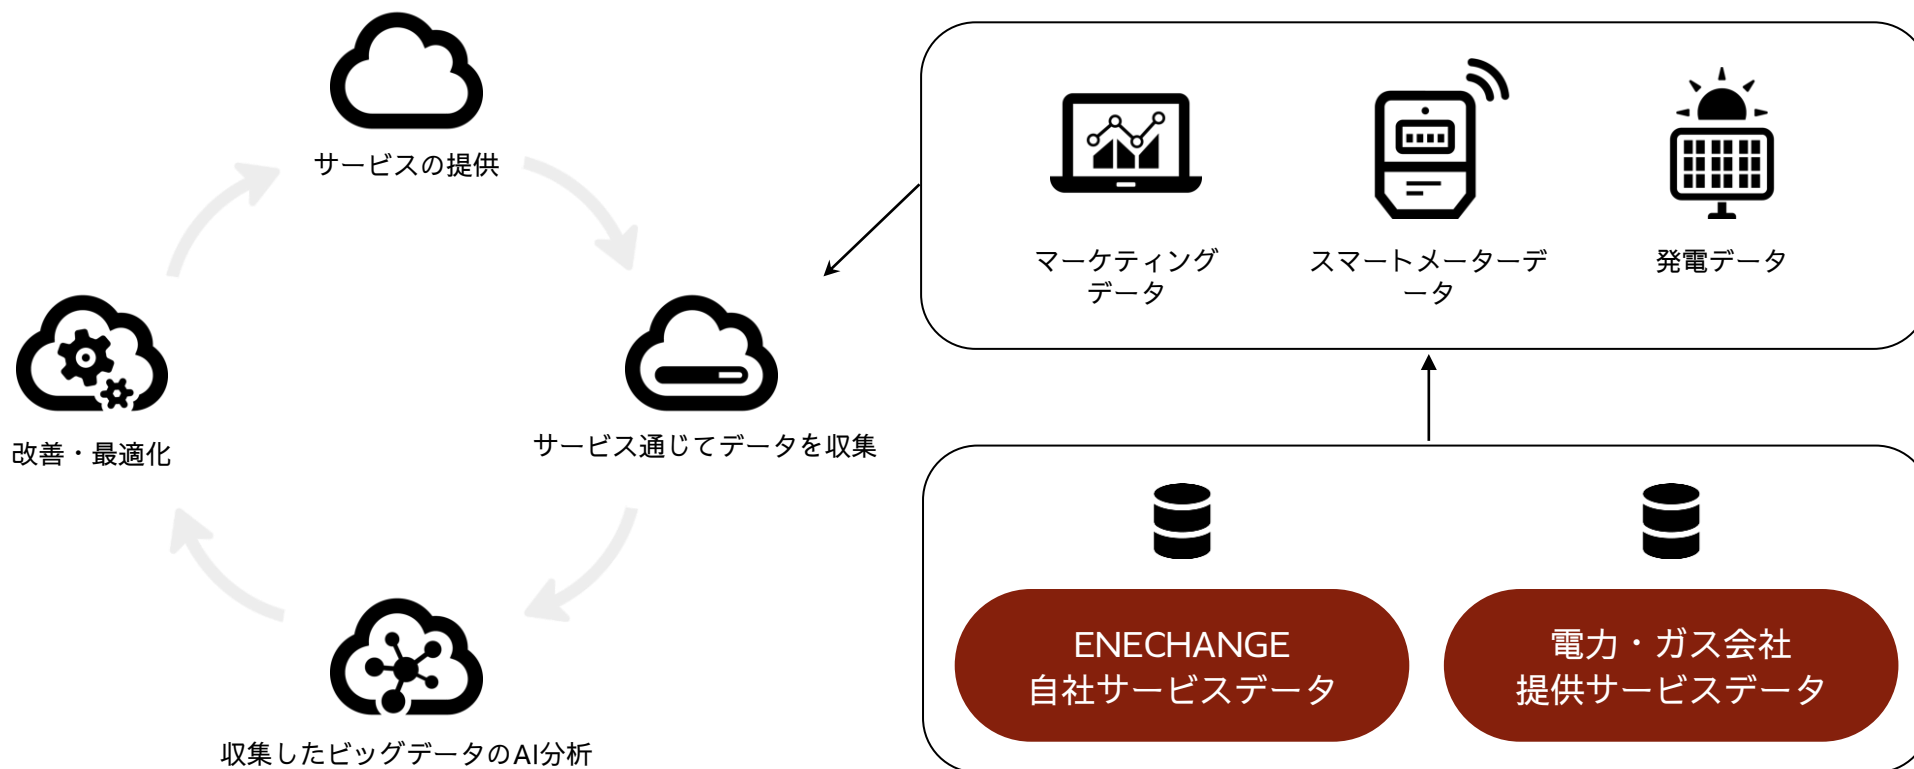 サービスの提供
サービス通じてデータを収集
収集したビッグデータのAI分析
改善・最適化
マーケティング
データ
スマートメーターデ
ータ
発電データ
ENECHANGE
自社サービスデータ
電力・ガス会社
提供サービスデータ